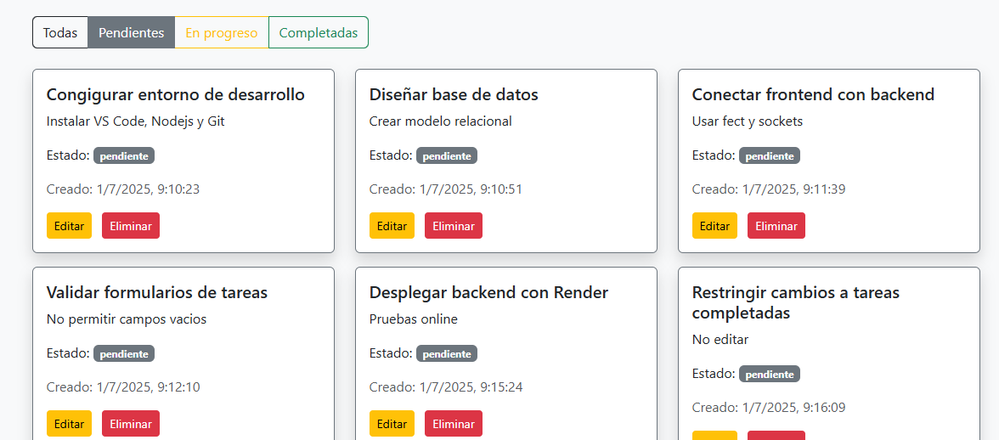 Todas Pendientes En progreso Completadas
Congigurar entorno de desarrollo
Instalar VS Code, Nodejs y Git
Estado: pendiente
Creado: 1/7/2025, 9:10:23
Editar Eliminar
Diseñar base de datos
Crear modelo relacional
Estado: pendiente
Creado: 1/7/2025, 9:10:51
Editar Eliminar
Conectar frontend con backend
Usar fect y sockets
Estado: pendiente
Creado: 1/7/2025, 9:11:39
Editar Eliminar
Validar formularios de tareas
No permitir campos vacios
Estado: pendiente
Creado: 1/7/2025, 9:12:10
Editar Eliminar
Desplegar backend con Render
Pruebas online
Estado: pendiente
Creado: 1/7/2025, 9:15:24
Editar Eliminar
Restringir cambios a tareas
completadas
No editar
Estado: pendiente
Creado: 1/7/2025, 9:16:09